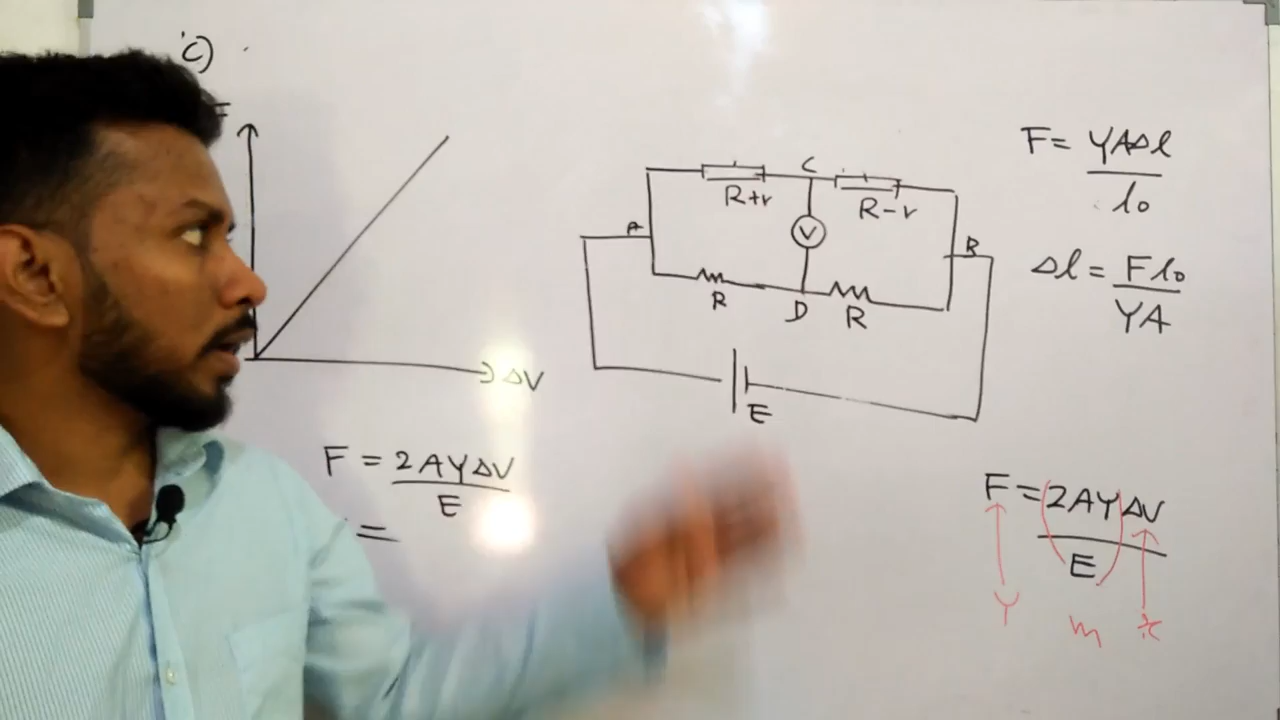 c)
F
ΔV
F = 2AYΔV
E
=
C
R+r
R-r
A
V
B
R
D
R
E
F = YAΔl
l₀
Δl = Fl₀
YA
F = 2AYΔV
E
Y
m
x